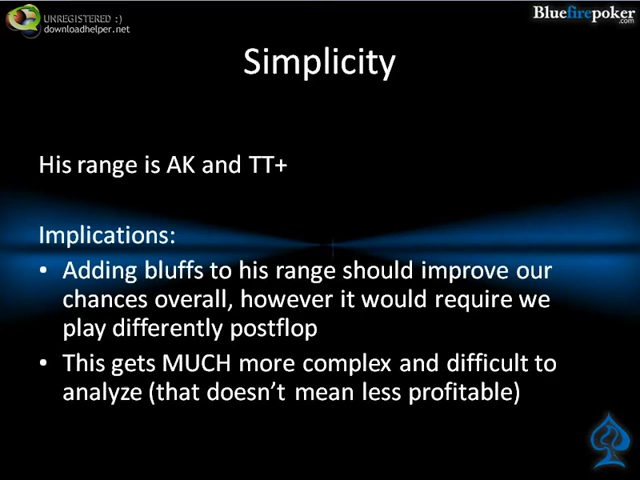 UNREGISTERED :)
downloadhelper.net
Bluefirepoker
.com
Simplicity
His range is AK and TT+
Implications:
• Adding bluffs to his range should improve our
chances overall, however it would require we
play differently postflop
• This gets MUCH more complex and difficult to
analyze (that doesn't mean less profitable)